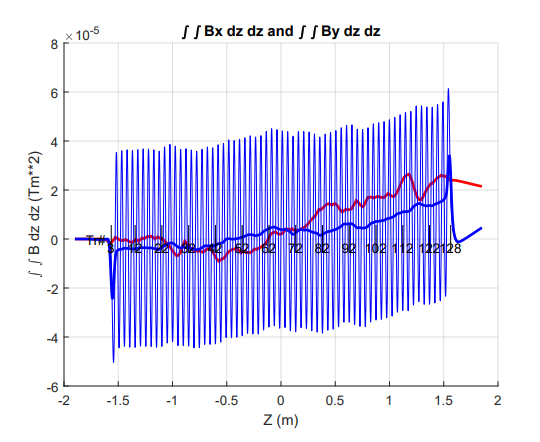 ∫ ∫ Bx dz dz and ∫ ∫ By dz dz
×10⁻⁵
8
6
4
2
0
-2
-4
-6
∫ ∫ B dz dz (Tm**2)
12 22 32 42 52 62 72 82 92 102 112 122 128
-2 -1.5 -1 -0.5 0 0.5 1 1.5 2
Z (m)